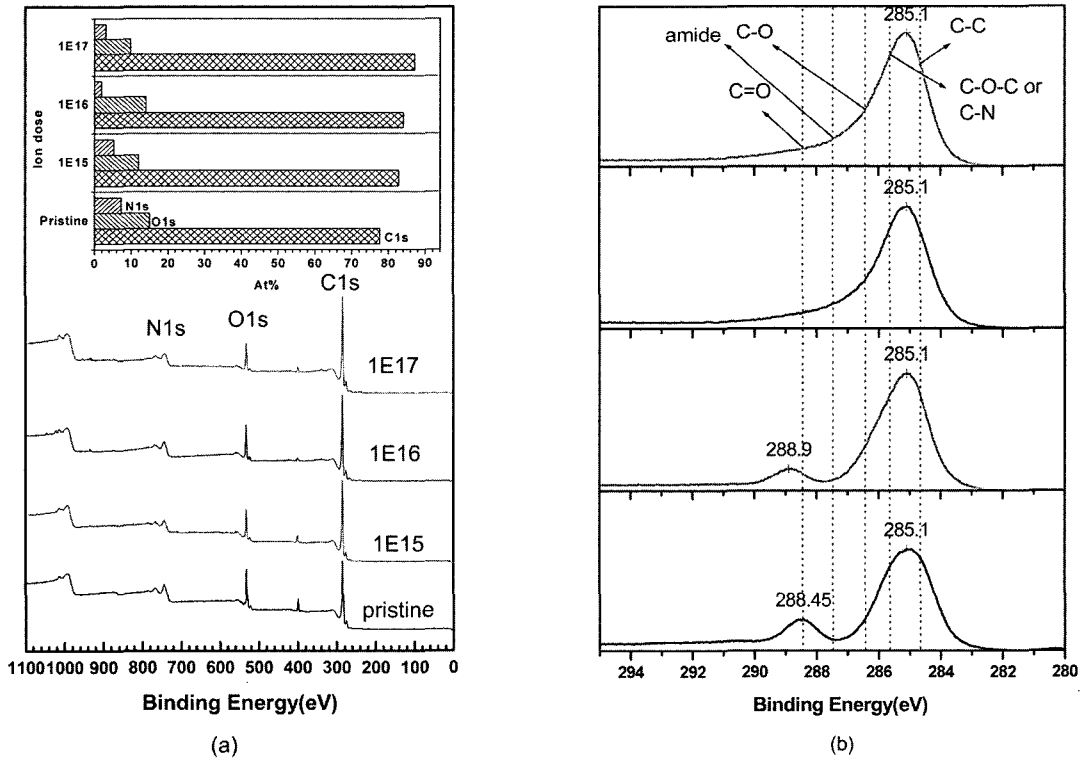 1E17
1E16
1E15
Pristine
Ion dose
N1s
O1s
C1s
0 10 20 30 40 50 60 70 80 90
At%
N1s
O1s
C1s
1E17
1E16
1E15
pristine
1100 1000 900 800 700 600 500 400 300 200 100 0
Binding Energy(eV)
(a)
285.1
C-O
amide
C=O
C-C
C-O-C or
C-N
285.1
285.1
288.9
285.1
288.45
294 292 290 288 286 284 282 280
Binding Energy(eV)
(b)